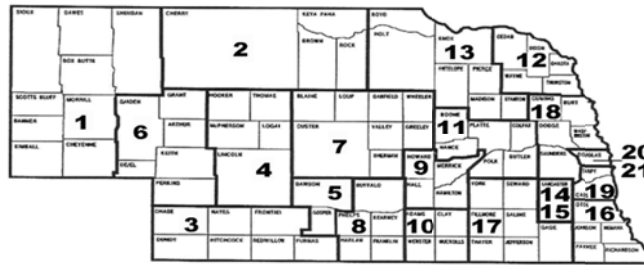 SIOUX DAWES SHERIDAN CHERRY KEYA PAHA BOYD
BROWN ROCK HOLT KNOX CEDAR DIXON DAKOTA
2 13 12
BOX BUTTE ANTELOPE PIERCE WAYNE THURSTON
SCOTTS BLUFF MORRILL GARDEN GRANT HOOKER THOMAS BLAINE LOUP GARFIELD WHEELER BOONE MADISON STANTON CUMING BURT
1 6 7 11 18
BANNER ARTHUR McPHERSON LOGAN CUSTER VALLEY GREELEY PLATTE COLFAX DODGE
KIMBALL CHEYENNE DEUEL KEITH LINCOLN SHERMAN HOWARD NANCE MERRICK POLK BUTLER SAUNDERS DOUGLAS 20
4 9 SARPY 21
PERKINS DAWSON BUFFALO HALL HAMILTON YORK SEWARD LANCASTER CASS 19
5 14
CHASE HAYES FRONTIER GOSPER PHELPS KEARNEY ADAMS CLAY FILLMORE SALINE 15 OTOE 16
3 8 10 17
DUNDY HITCHCOCK RED WILLOW FURNAS HARLAN FRANKLIN WEBSTER NUCKOLLS THAYER JEFFERSON GAGE JOHNSON NEMAHA
PAWNEE RICHARDSON